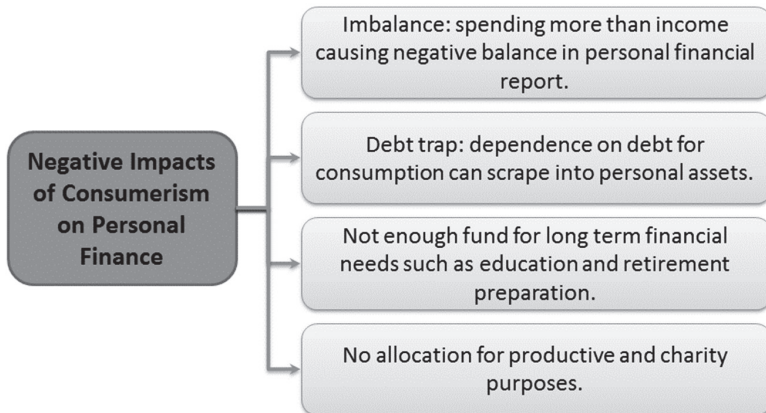 Negative Impacts
of Consumerism
on Personal
Finance
Imbalance: spending more than income
causing negative balance in personal financial
report.
Debt trap: dependence on debt for
consumption can scrape into personal assets.
Not enough fund for long term financial
needs such as education and retirement
preparation.
No allocation for productive and charity
purposes.